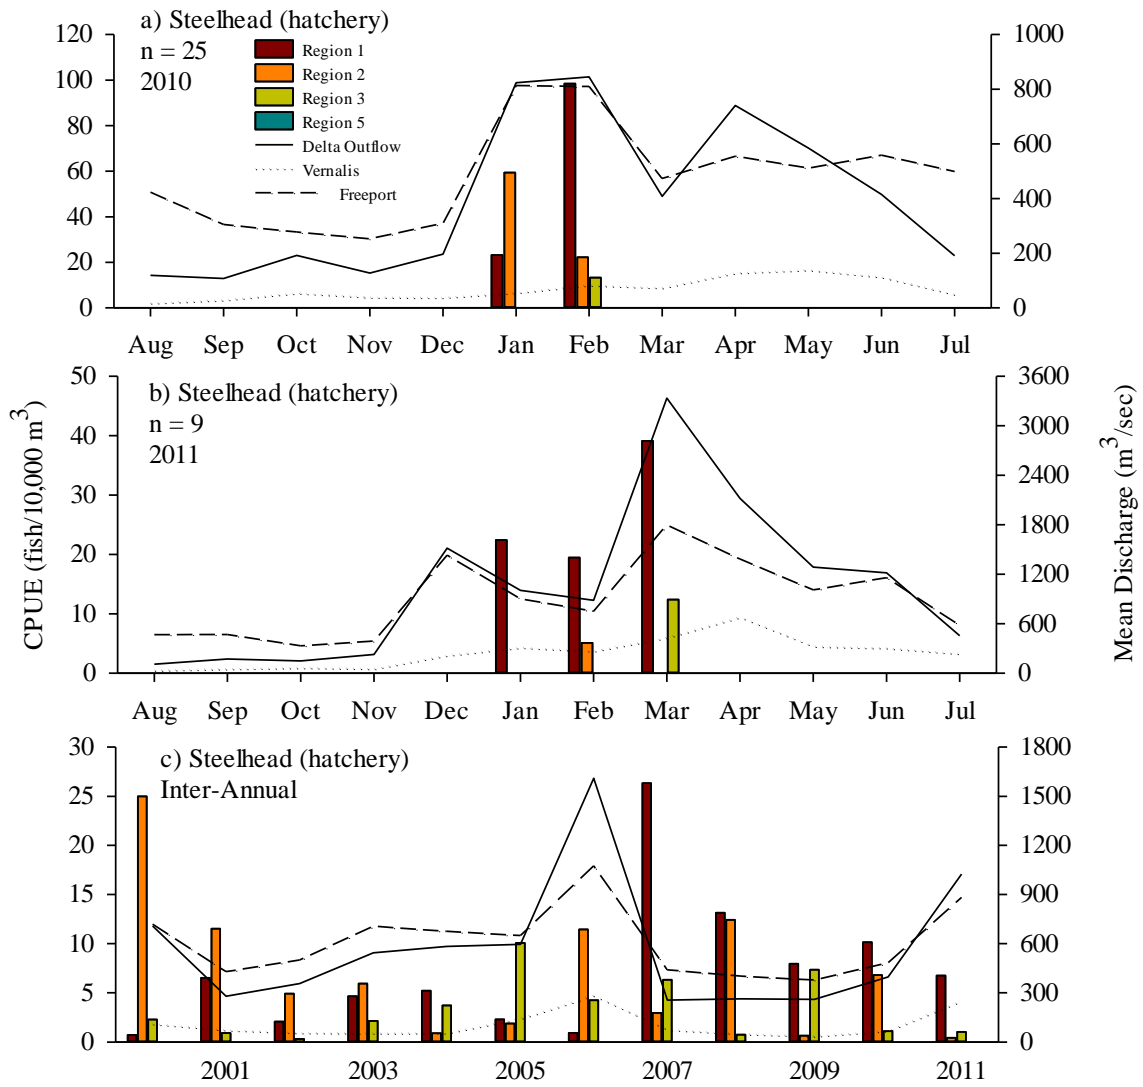 a) Steelhead (hatchery)
n = 25
2010
Region 1
Region 2
Region 3
Region 5
Delta Outflow
Vernalis
Freeport
120
100
80
60
40
20
0
1000
800
600
400
200
0
Aug Sep Oct Nov Dec Jan Feb Mar Apr May Jun Jul
b) Steelhead (hatchery)
n = 9
2011
50
40
30
20
10
0
3600
3000
2400
1800
1200
600
0
CPUE (fish/10,000 m³)
Mean Discharge (m³/sec)
Aug Sep Oct Nov Dec Jan Feb Mar Apr May Jun Jul
c) Steelhead (hatchery)
Inter-Annual
30
25
20
15
10
5
0
1800
1500
1200
900
600
300
0
2001 2003 2005 2007 2009 2011